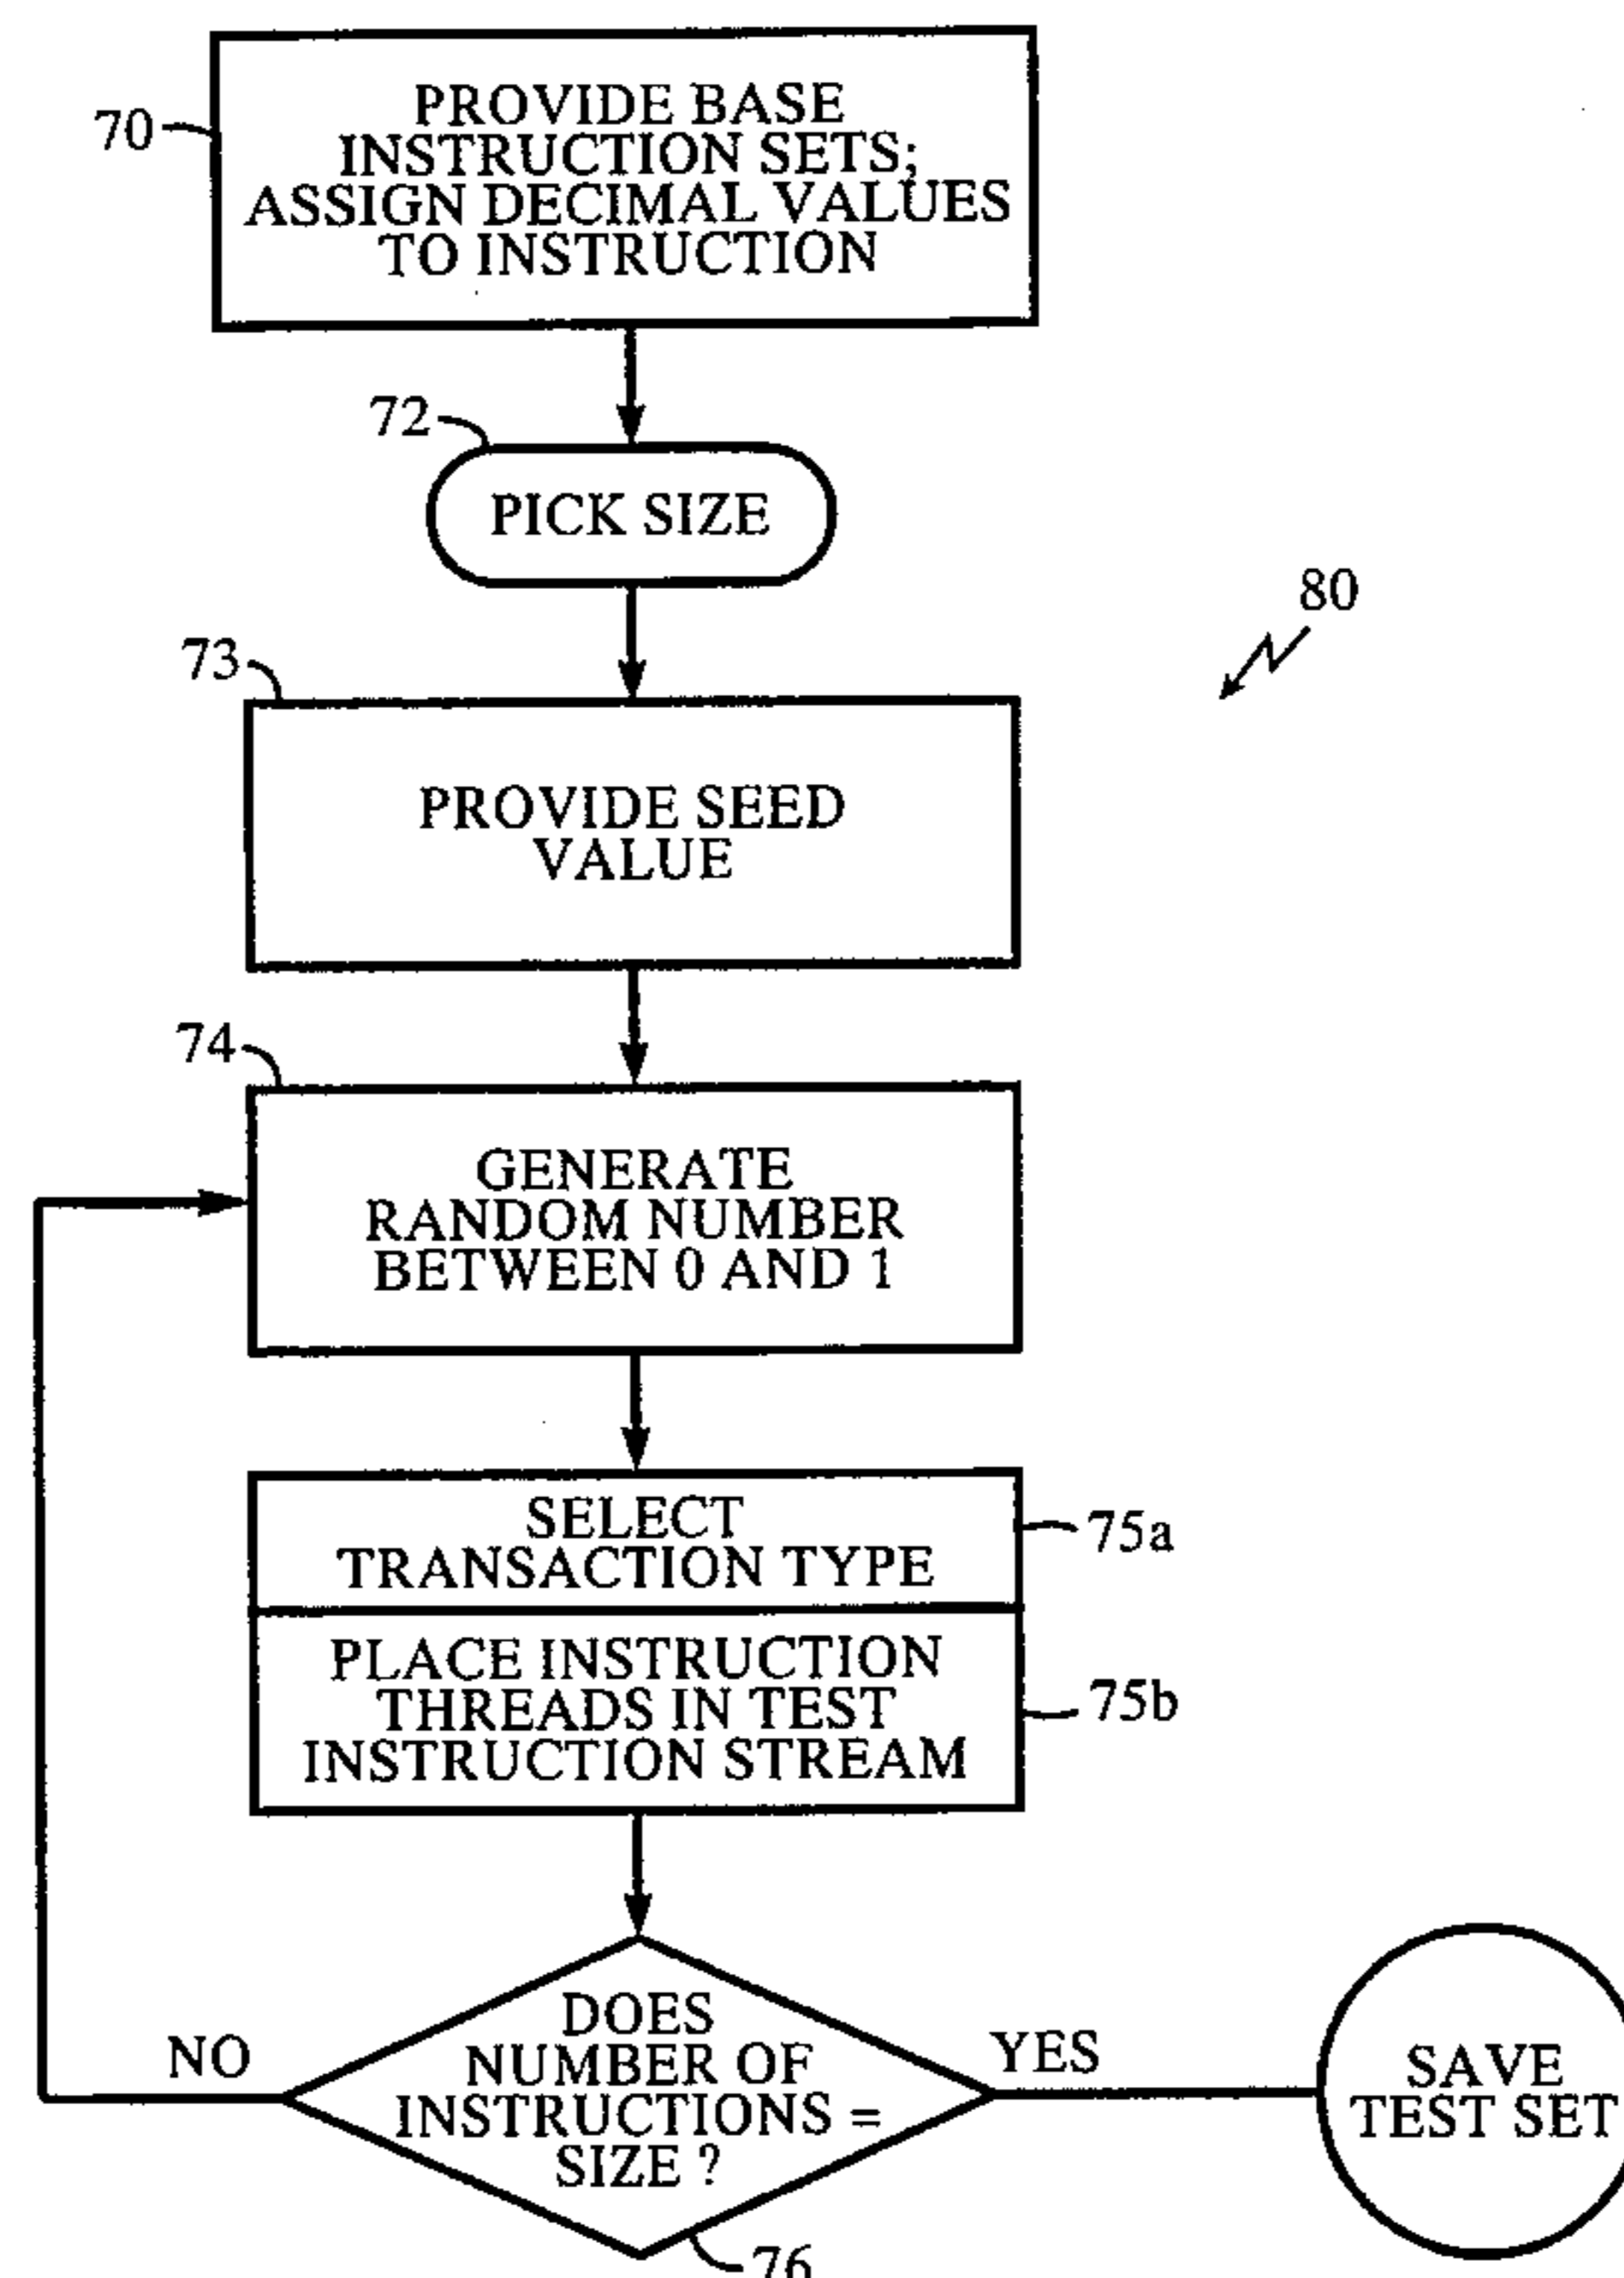 70
PROVIDE BASE
INSTRUCTION SETS;
ASSIGN DECIMAL VALUES
TO INSTRUCTION
72
PICK SIZE
80
73
PROVIDE SEED
VALUE
74
GENERATE
RANDOM NUMBER
BETWEEN 0 AND 1
SELECT
TRANSACTION TYPE
75a
PLACE INSTRUCTION
THREADS IN TEST
INSTRUCTION STREAM
75b
DOES
NUMBER OF
INSTRUCTIONS =
SIZE ?
NO
YES
SAVE
TEST SET
76